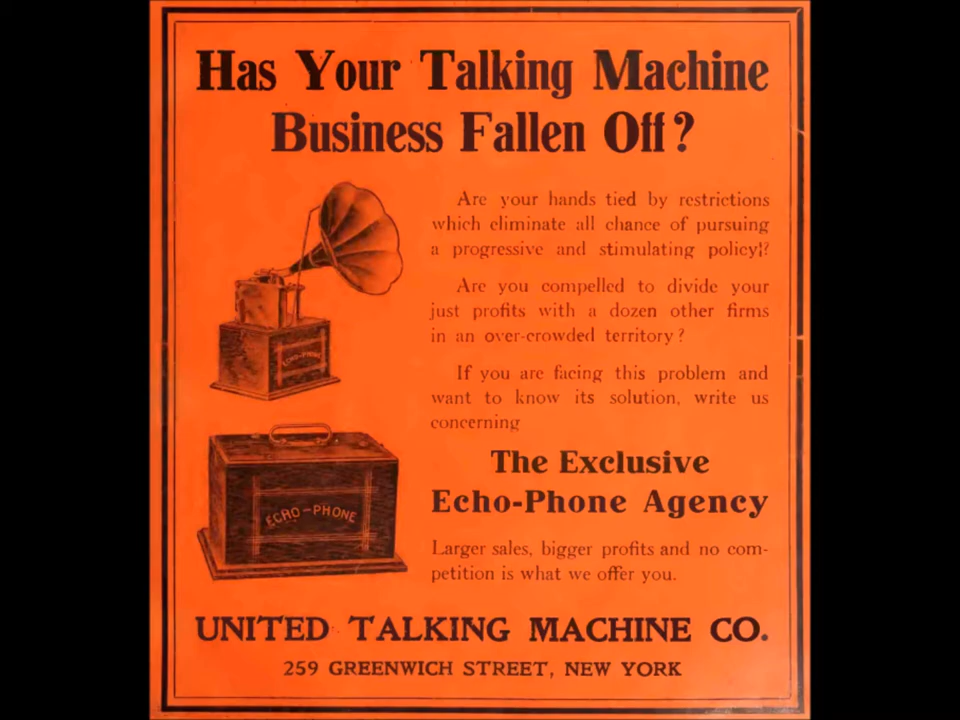 Has Your Talking Machine
Business Fallen Off?
Are your hands tied by restrictions
which eliminate all chance of pursuing
a progressive and stimulating policy?
Are you compelled to divide your
just profits with a dozen other firms
in an over-crowded territory?
If you are facing this problem and
want to know its solution, write us
concerning
The Exclusive
Echo-Phone Agency
Larger sales, bigger profits and no com-
petition is what we offer you.
ECHO-PHONE
ECHO-PHONE
UNITED TALKING MACHINE CO.
259 GREENWICH STREET, NEW YORK